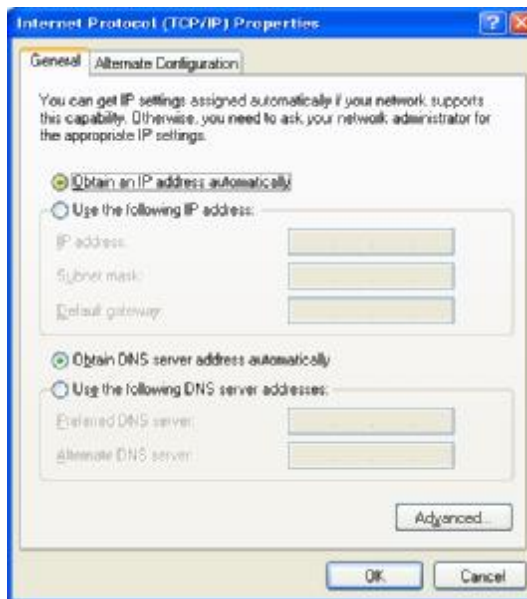 Internet Protocol (TCP/IP) Properties
General
Alternate Configuration
You can get IP settings assigned automatically if your network supports
this capability. Otherwise, you need to ask your network administrator for
the appropriate IP settings.
Obtain an IP address automatically
Use the following IP address:
IP address:
Subnet mask:
Default gateway:
Obtain DNS server address automatically
Use the following DNS server addresses:
Preferred DNS server:
Alternate DNS server:
Advanced...
OK
Cancel